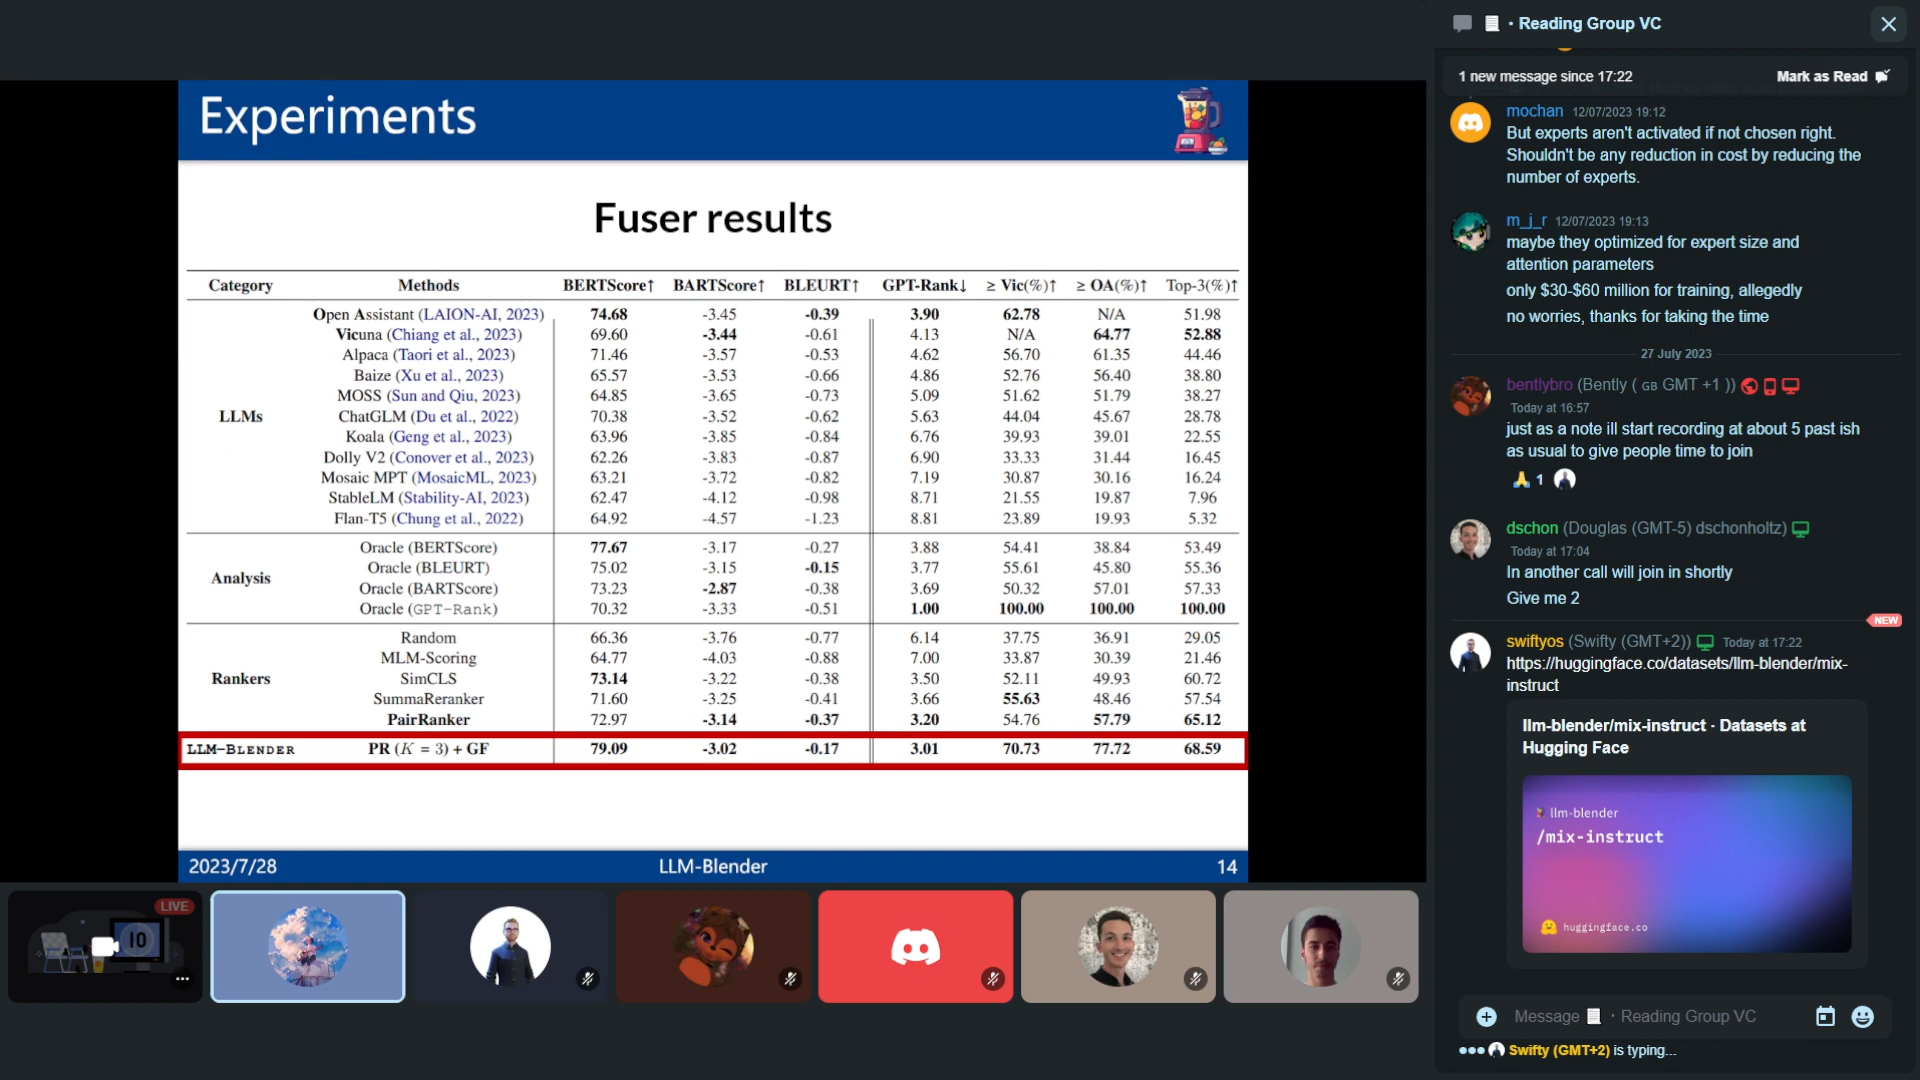 Experiments
Fuser results
Category Methods BERTScore↑ BARTScore↑ BLEURT↑ GPT-Rank↓ ≥ Vic(%)↑ ≥ OA(%)↑ Top-3(%)↑
LLMs
Open Assistant (LAION-AI, 2023) 74.68 -3.45 -0.39 3.90 62.78 N/A 51.98
Vicuna (Chiang et al., 2023) 69.60 -3.44 -0.61 4.13 N/A 64.77 52.88
Alpaca (Taori et al., 2023) 71.46 -3.57 -0.53 4.62 56.70 61.35 44.46
Baize (Xu et al., 2023) 65.57 -3.53 -0.66 4.86 52.76 56.40 38.80
MOSS (Sun and Qiu, 2023) 64.85 -3.65 -0.73 5.09 51.62 51.79 38.27
ChatGLM (Du et al., 2022) 70.38 -3.52 -0.62 5.63 44.04 45.67 28.78
Koala (Geng et al., 2023) 63.96 -3.85 -0.84 6.76 39.93 39.01 22.55
Dolly V2 (Conover et al., 2023) 62.26 -3.83 -0.87 6.90 33.33 31.44 16.45
Mosaic MPT (MosaicML, 2023) 63.21 -3.72 -0.82 7.19 30.87 30.16 16.24
StableLM (Stability-AI, 2023) 62.47 -4.12 -0.98 8.71 21.55 19.87 7.96
Flan-T5 (Chung et al., 2022) 64.92 -4.57 -1.23 8.81 23.89 19.93 5.32
Analysis
Oracle (BERTScore) 77.67 -3.17 -0.27 3.88 54.41 38.84 53.49
Oracle (BLEURT) 75.02 -3.15 -0.15 3.77 55.61 45.80 55.36
Oracle (BARTScore) 73.23 -2.87 -0.38 3.69 50.32 57.01 57.33
Oracle (GPT-Rank) 70.32 -3.33 -0.51 1.00 100.00 100.00 100.00
Rankers
Random 66.36 -3.76 -0.77 6.14 37.75 36.91 29.05
MLM-Scoring 64.77 -4.03 -0.88 7.00 33.87 30.39 21.46
SimCLS 73.14 -3.22 -0.38 3.50 52.11 49.93 60.72
SummaReranker 71.60 -3.25 -0.41 3.66 55.63 48.46 57.54
PairRanker 72.97 -3.14 -0.37 3.20 54.76 57.79 65.12
LLM-BLENDER PR (K = 3) + GF 79.09 -3.02 -0.17 3.01 70.73 77.72 68.59
2023/7/28 LLM-Blender 14
LIVE
10
· Reading Group VC
1 new message since 17:22 Mark as Read
mochan 12/07/2023 19:12
But experts aren't activated if not chosen right.
Shouldn't be any reduction in cost by reducing the
number of experts.
m_j_r 12/07/2023 19:13
maybe they optimized for expert size and
attention parameters
only $30-$60 million for training, allegedly
no worries, thanks for taking the time
27 July 2023
bentlybro (Bently ( GB GMT +1 ))
Today at 16:57
just as a note ill start recording at about 5 past ish
as usual to give people time to join
1
dschon (Douglas (GMT-5) dschonholtz)
Today at 17:04
In another call will join in shortly
Give me 2
NEW
swiftyos (Swifty (GMT+2)) Today at 17:22
https://huggingface.co/datasets/llm-blender/mix-
instruct
llm-blender/mix-instruct · Datasets at
Hugging Face
llm-blender
/mix-instruct
huggingface.co
Message · Reading Group VC
Swifty (GMT+2) is typing...